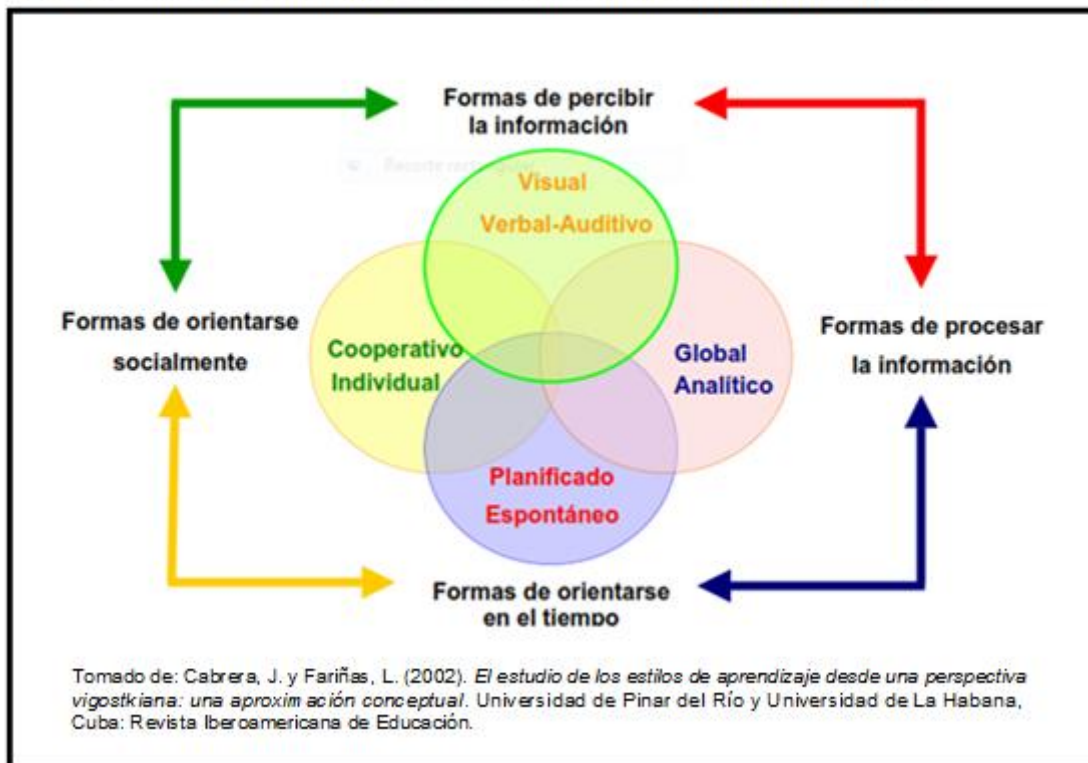 Formas de percibir
la información
Recorte rectangular
Visual
Verbal-Auditivo
Formas de orientarse
socialmente
Cooperativo
Individual
Global
Analítico
Formas de procesar
la información
Planificado
Espontáneo
Formas de orientarse
en el tiempo
Tomado de: Cabrera, J. y Fariñas, L. (2002). El estudio de los estilos de aprendizaje desde una perspectiva
vigostkiana: una aproximación conceptual. Universidad de Pinar del Río y Universidad de La Habana,
Cuba: Revista Iberoamericana de Educación.